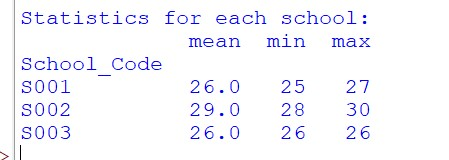 Statistics for each school:
mean min max
School_Code
S001 26.0 25 27
S002 29.0 28 30
S003 26.0 26 26
>